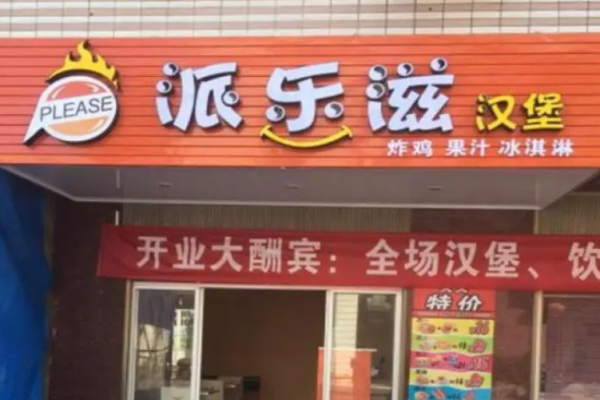 PLEASE
派乐滋 汉堡
炸鸡 果汁 冰淇淋
开业大酬宾：全场汉堡、饮
特价